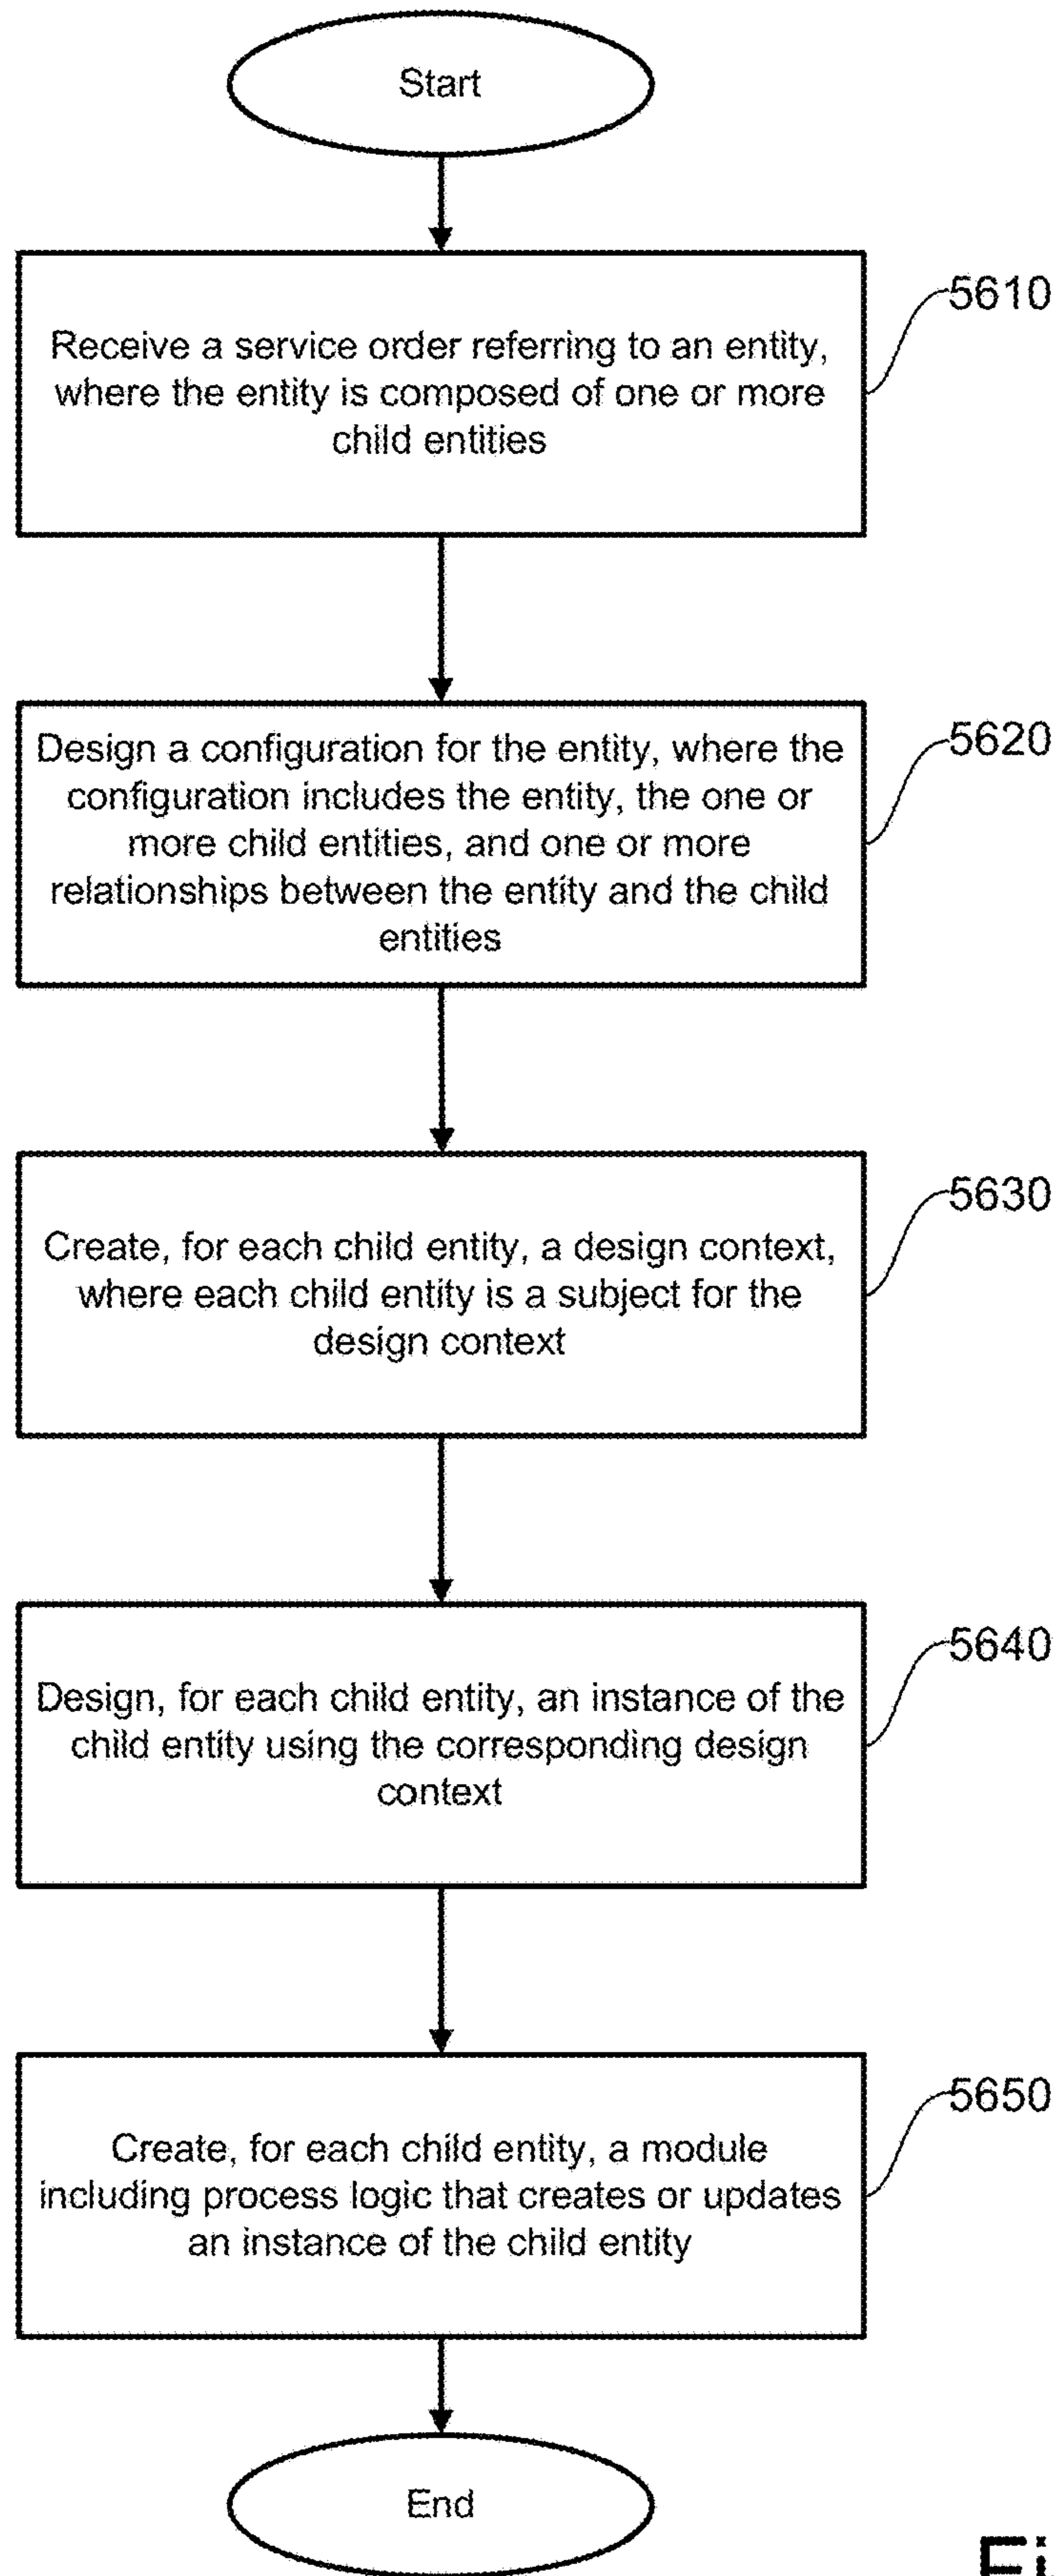 Start
Receive a service order referring to an entity,
where the entity is composed of one or more
child entities
5610
Design a configuration for the entity, where the
configuration includes the entity, the one or
more child entities, and one or more
relationships between the entity and the child
entities
5620
Create, for each child entity, a design context,
where each child entity is a subject for the
design context
5630
Design, for each child entity, an instance of the
child entity using the corresponding design
context
5640
Create, for each child entity, a module
including process logic that creates or updates
an instance of the child entity
5650
End